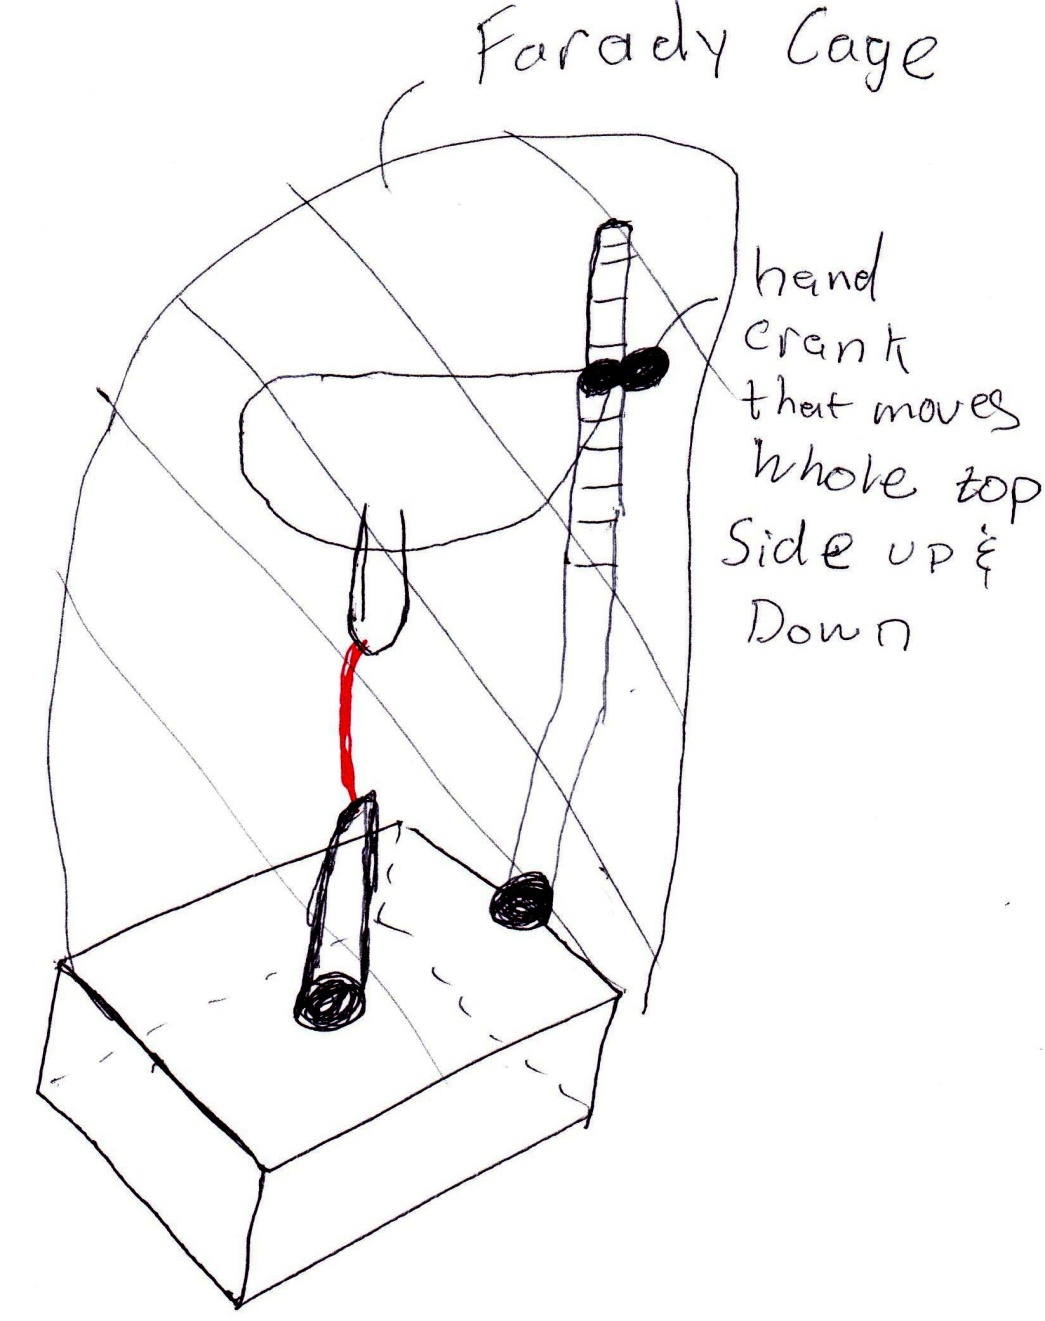 Farady Cage
hand
crank
that moves
whole top
Side up &
Down